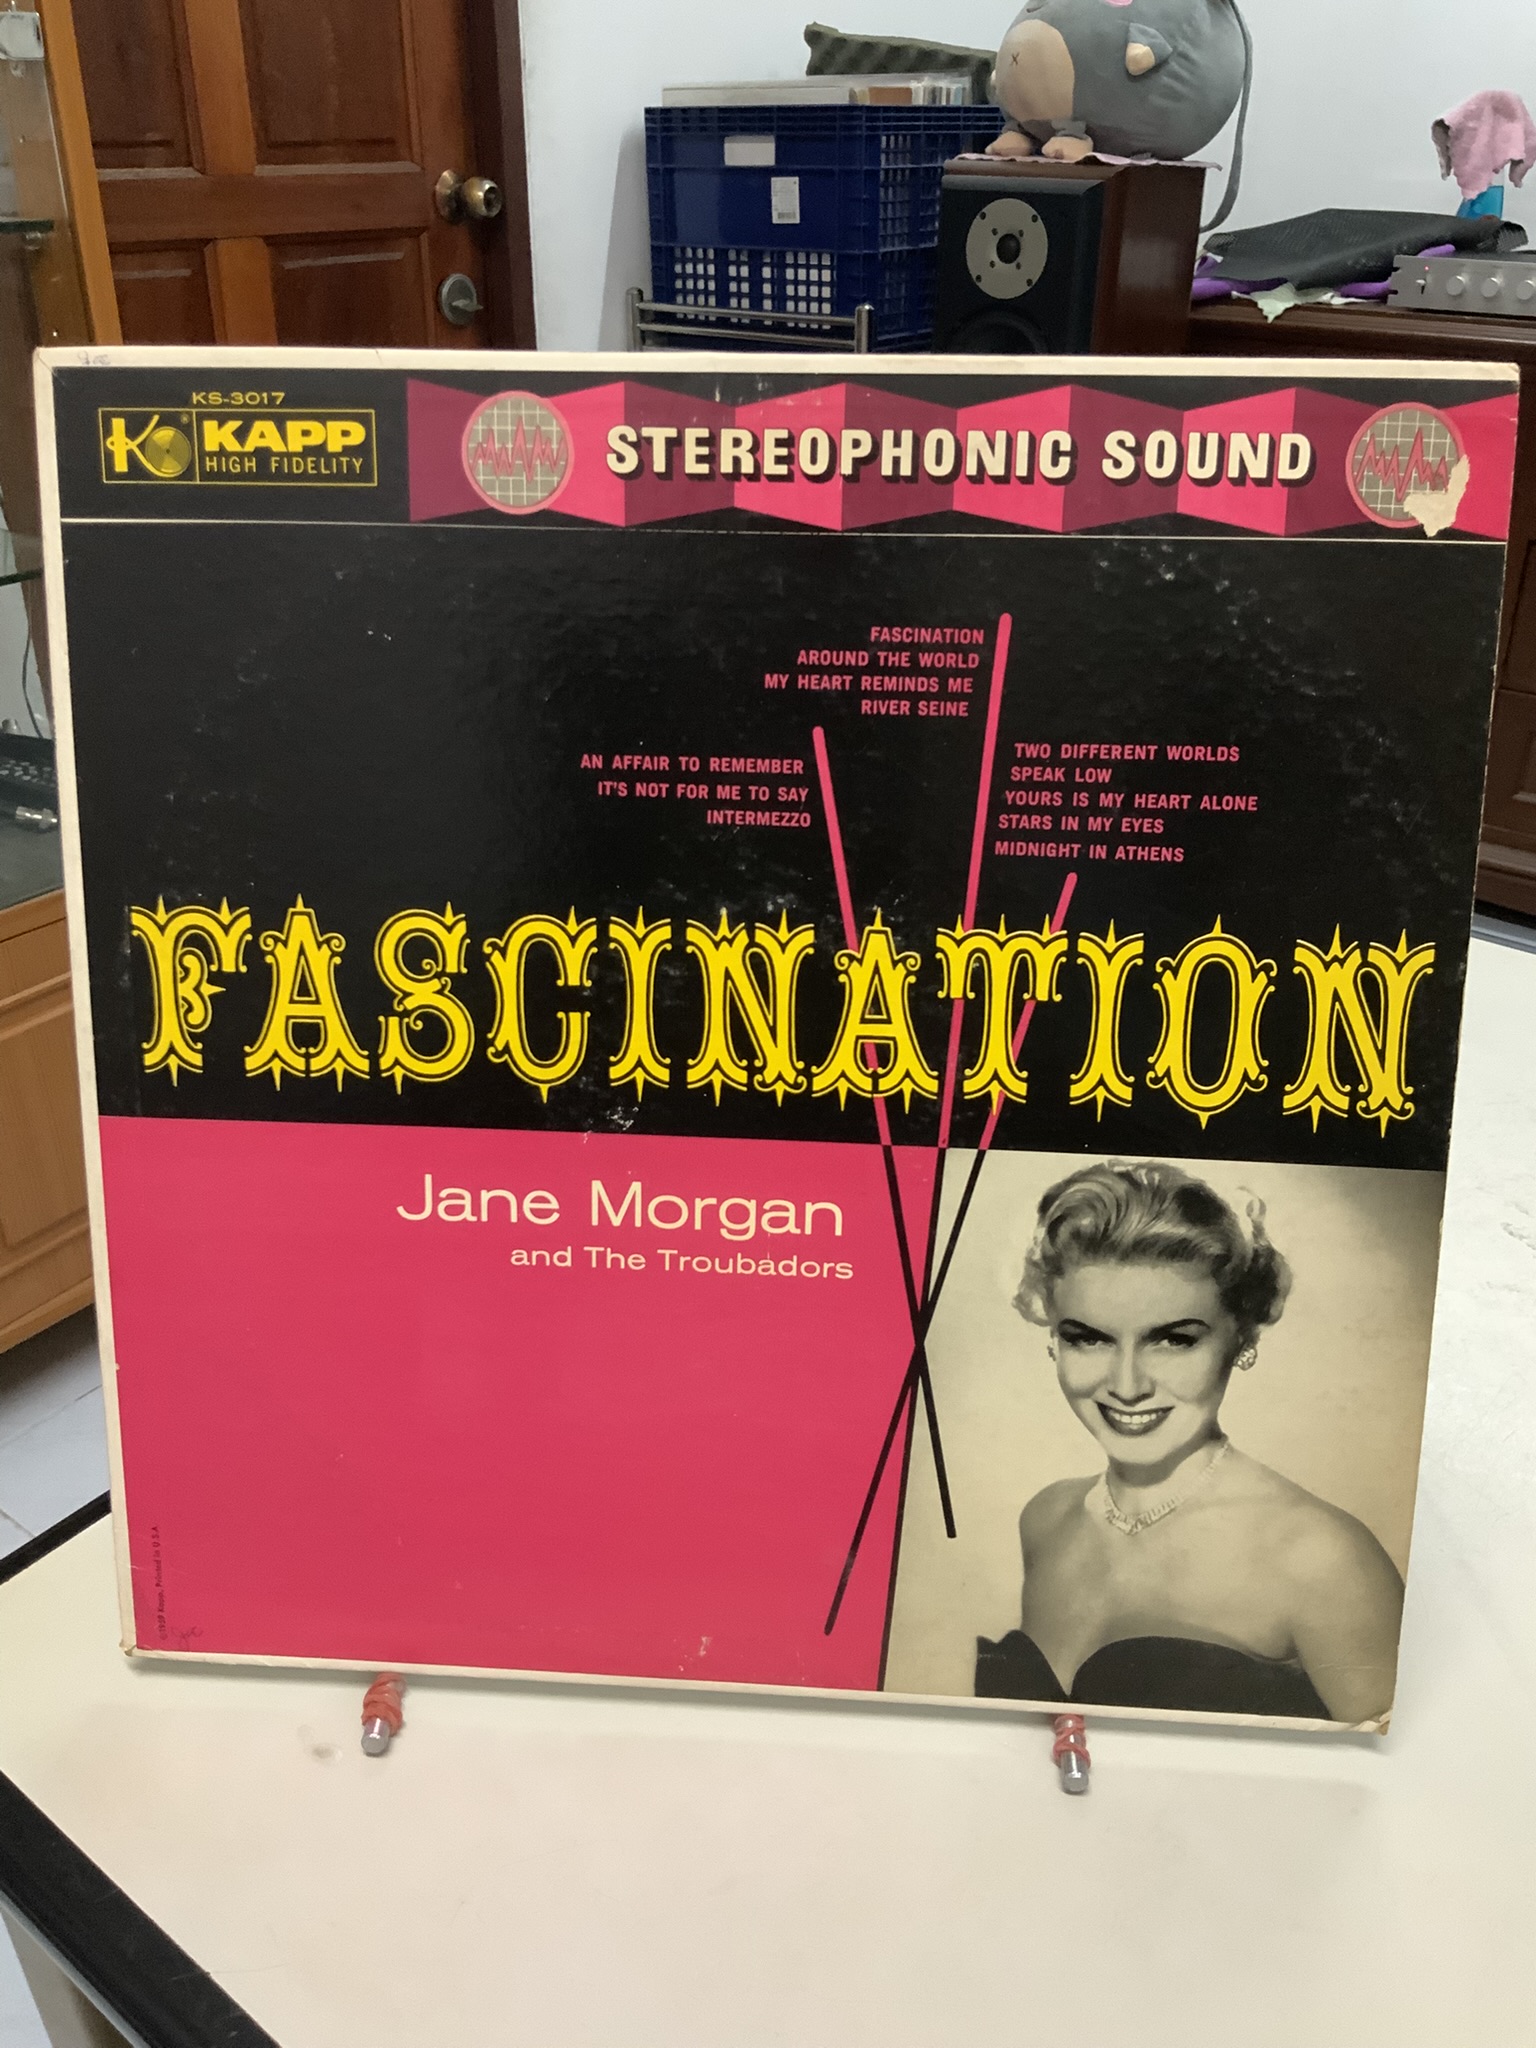 KS-3017
KAPP
HIGH FIDELITY
STEREOPHONIC SOUND
FASCINATION
AROUND THE WORLD
MY HEART REMINDS ME
RIVER SEINE
AN AFFAIR TO REMEMBER
IT'S NOT FOR ME TO SAY
INTERMEZZO
TWO DIFFERENT WORLDS
SPEAK LOW
YOURS IS MY HEART ALONE
STARS IN MY EYES
MIDNIGHT IN ATHENS
FASCINATION
Jane Morgan
and The Troubadors
Printed in U.S.A.